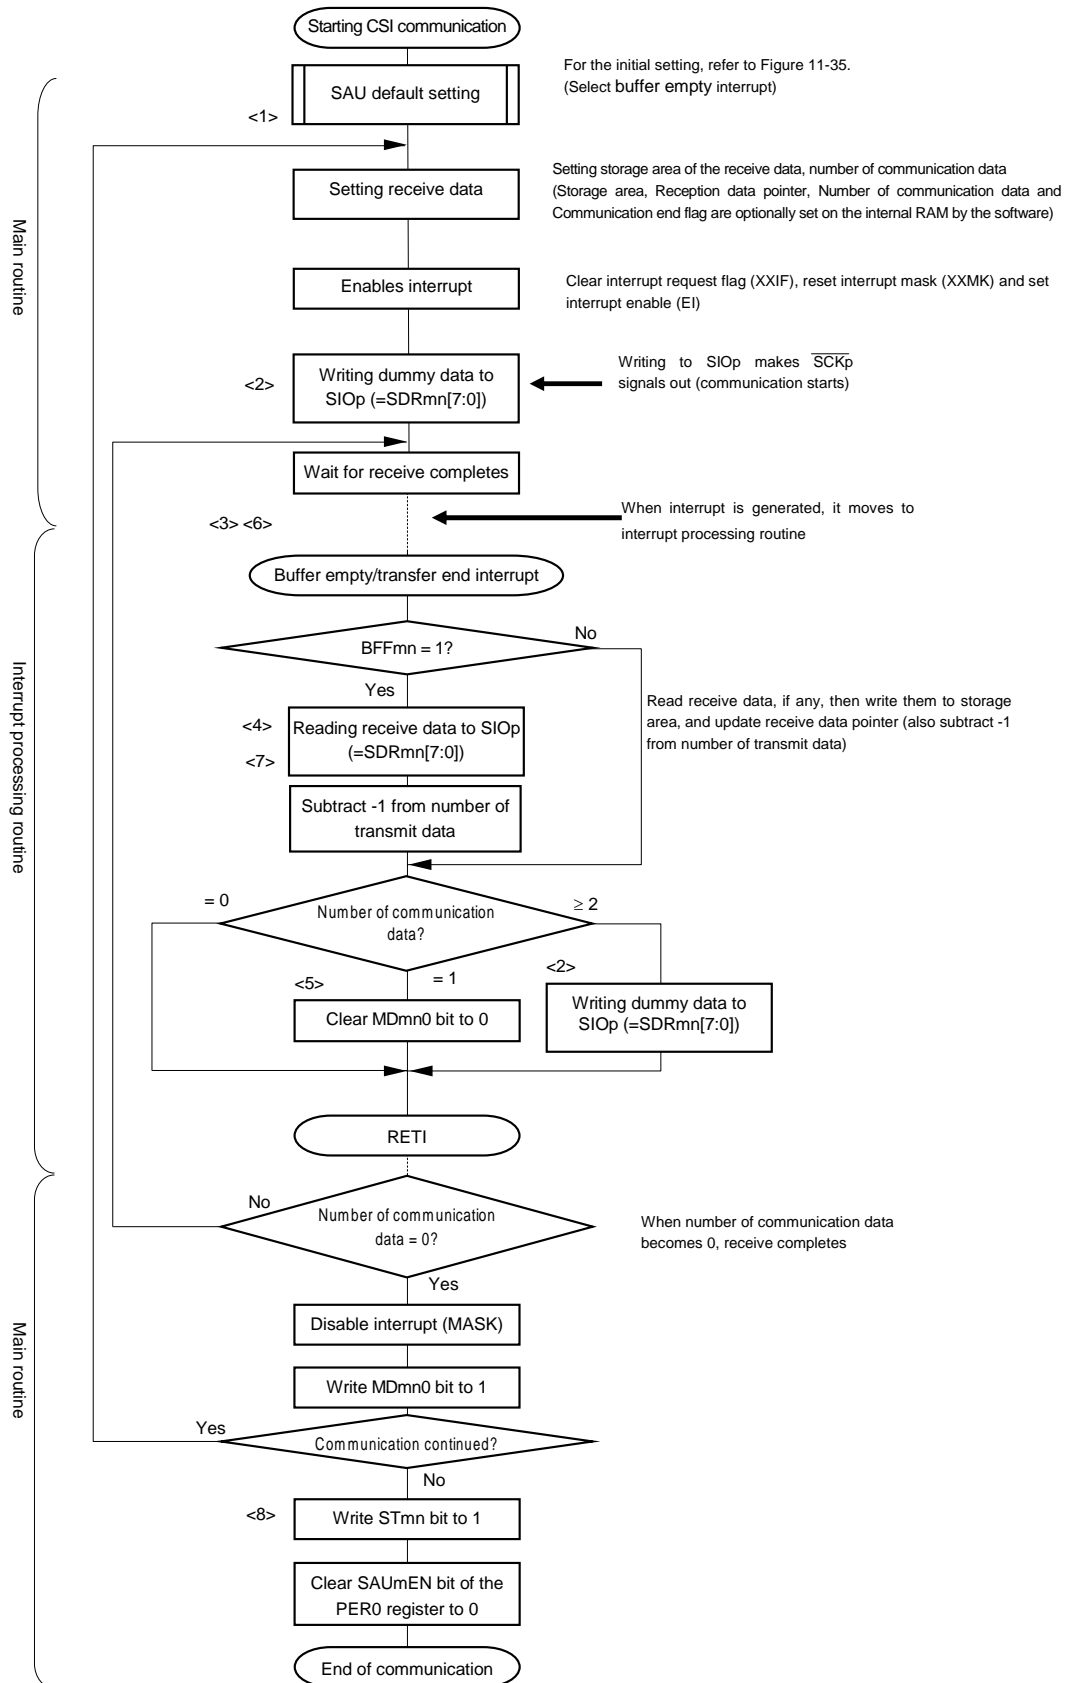 Starting CSI communication
For the initial setting, refer to Figure 11-35.
(Select buffer empty interrupt)
SAU default setting
<1>
Setting receive data
Setting storage area of the receive data, number of communication data
(Storage area, Reception data pointer, Number of communication data and
Communication end flag are optionally set on the internal RAM by the software)
Main routine
Enables interrupt
Clear interrupt request flag (XXIF), reset interrupt mask (XXMK) and set
interrupt enable (EI)
<2>
Writing dummy data to
SIOp (=SDRmn[7:0])
Writing to SIOp makes SCKp
signals out (communication starts)
Wait for receive completes
<3> <6>
When interrupt is generated, it moves to
interrupt processing routine
Buffer empty/transfer end interrupt
BFFmn = 1?
No
Yes
Interrupt processing routine
<4>
<7>
Reading receive data to SIOp
(=SDRmn[7:0])
Read receive data, if any, then write them to storage
area, and update receive data pointer (also subtract -1
from number of transmit data)
Subtract -1 from number of
transmit data
= 0
Number of communication
data?
≥ 2
= 1
<5>
Clear MDmn0 bit to 0
<2>
Writing dummy data to
SIOp (=SDRmn[7:0])
RETI
No
Number of communication
data = 0?
When number of communication data
becomes 0, receive completes
Yes
Main routine
Disable interrupt (MASK)
Write MDmn0 bit to 1
Yes
Communication continued?
No
<8>
Write STmn bit to 1
Clear SAUmEN bit of the
PER0 register to 0
End of communication